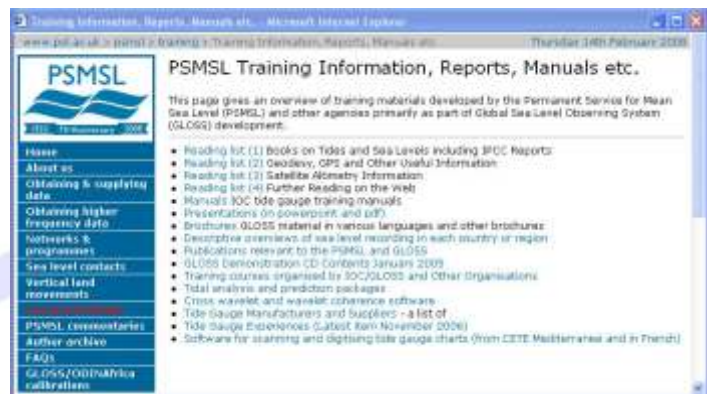 Training Information, Reports, Manuals etc. - Microsoft Internet Explorer
www.pol.ac.uk > psmsl > training > Training Information, Reports, Manuals etc.
Thursday 14th February 2008
PSMSL
1933 75th Anniversary 2008
Home
About us
Obtaining & supplying
data
Obtaining higher
frequency data
Networks &
programmes
Sea level contacts
Vertical land
movements
PSMSL commentaries
Author archive
FAQs
GLOSS/ODINAfrica
calibrations
PSMSL Training Information, Reports, Manuals etc.
This page gives an overview of training materials developed by the Permanent Service for Mean
Sea Level (PSMSL) and other agencies primarily as part of Global Sea Level Observing System
(GLOSS) development.
Reading list (1) Books on Tides and Sea Levels including IPCC Reports
Reading list (2) Geodesy, GPS and Other Useful Information
Reading list (3) Satellite Altimetry Information
Reading list (4) Further Reading on the Web
Manuals IOC tide gauge training manuals
Presentations (in powerpoint and pdf)
Brochures GLOSS material in various languages and other brochures
Descriptive overviews of sea level recording in each country or region
Publications relevant to the PSMSL and GLOSS
GLOSS Demonstration CD Contents January 2005
Training courses organised by IOC/GLOSS and Other Organisations
Tidal analysis and prediction packages
Cross wavelet and wavelet coherence software
Tide Gauge Manufacturers and Suppliers - a list of
Tide Gauge Experiences (Latest item November 2006)
Software for scanning and digitising tide gauge charts (from CETE Mediterranea and in French)